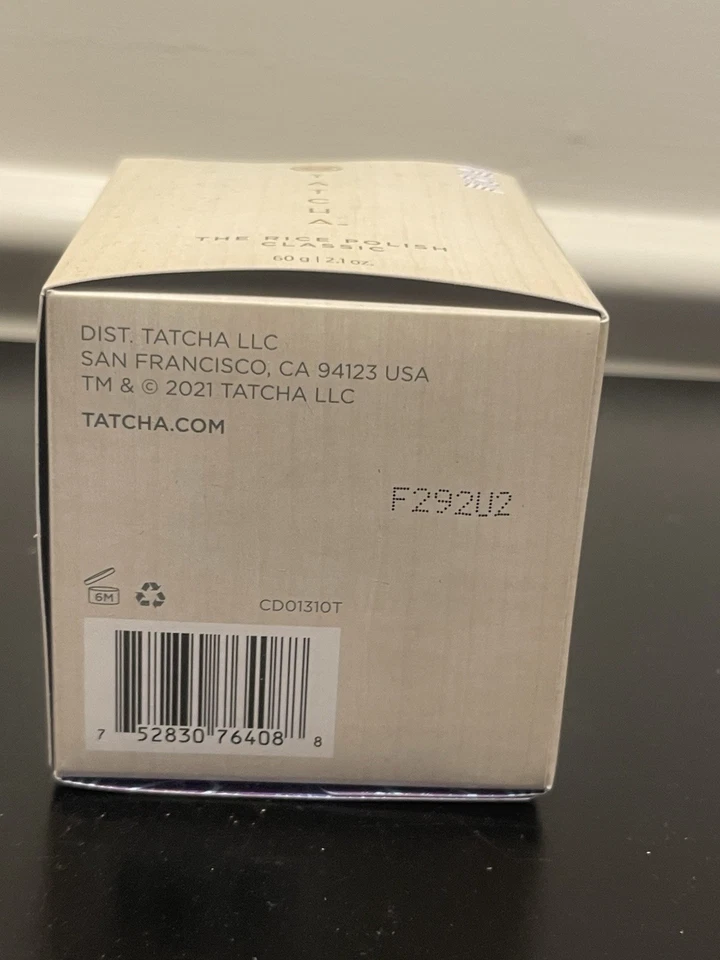 TATCHA
THE RICE POLISH
CLASSIC
60 g | 2.1 oz.
DIST. TATCHA LLC
SAN FRANCISCO, CA 94123 USA
TM & © 2021 TATCHA LLC
TATCHA.COM
F292U2
6M
CD01310T
7 52830 76408 8